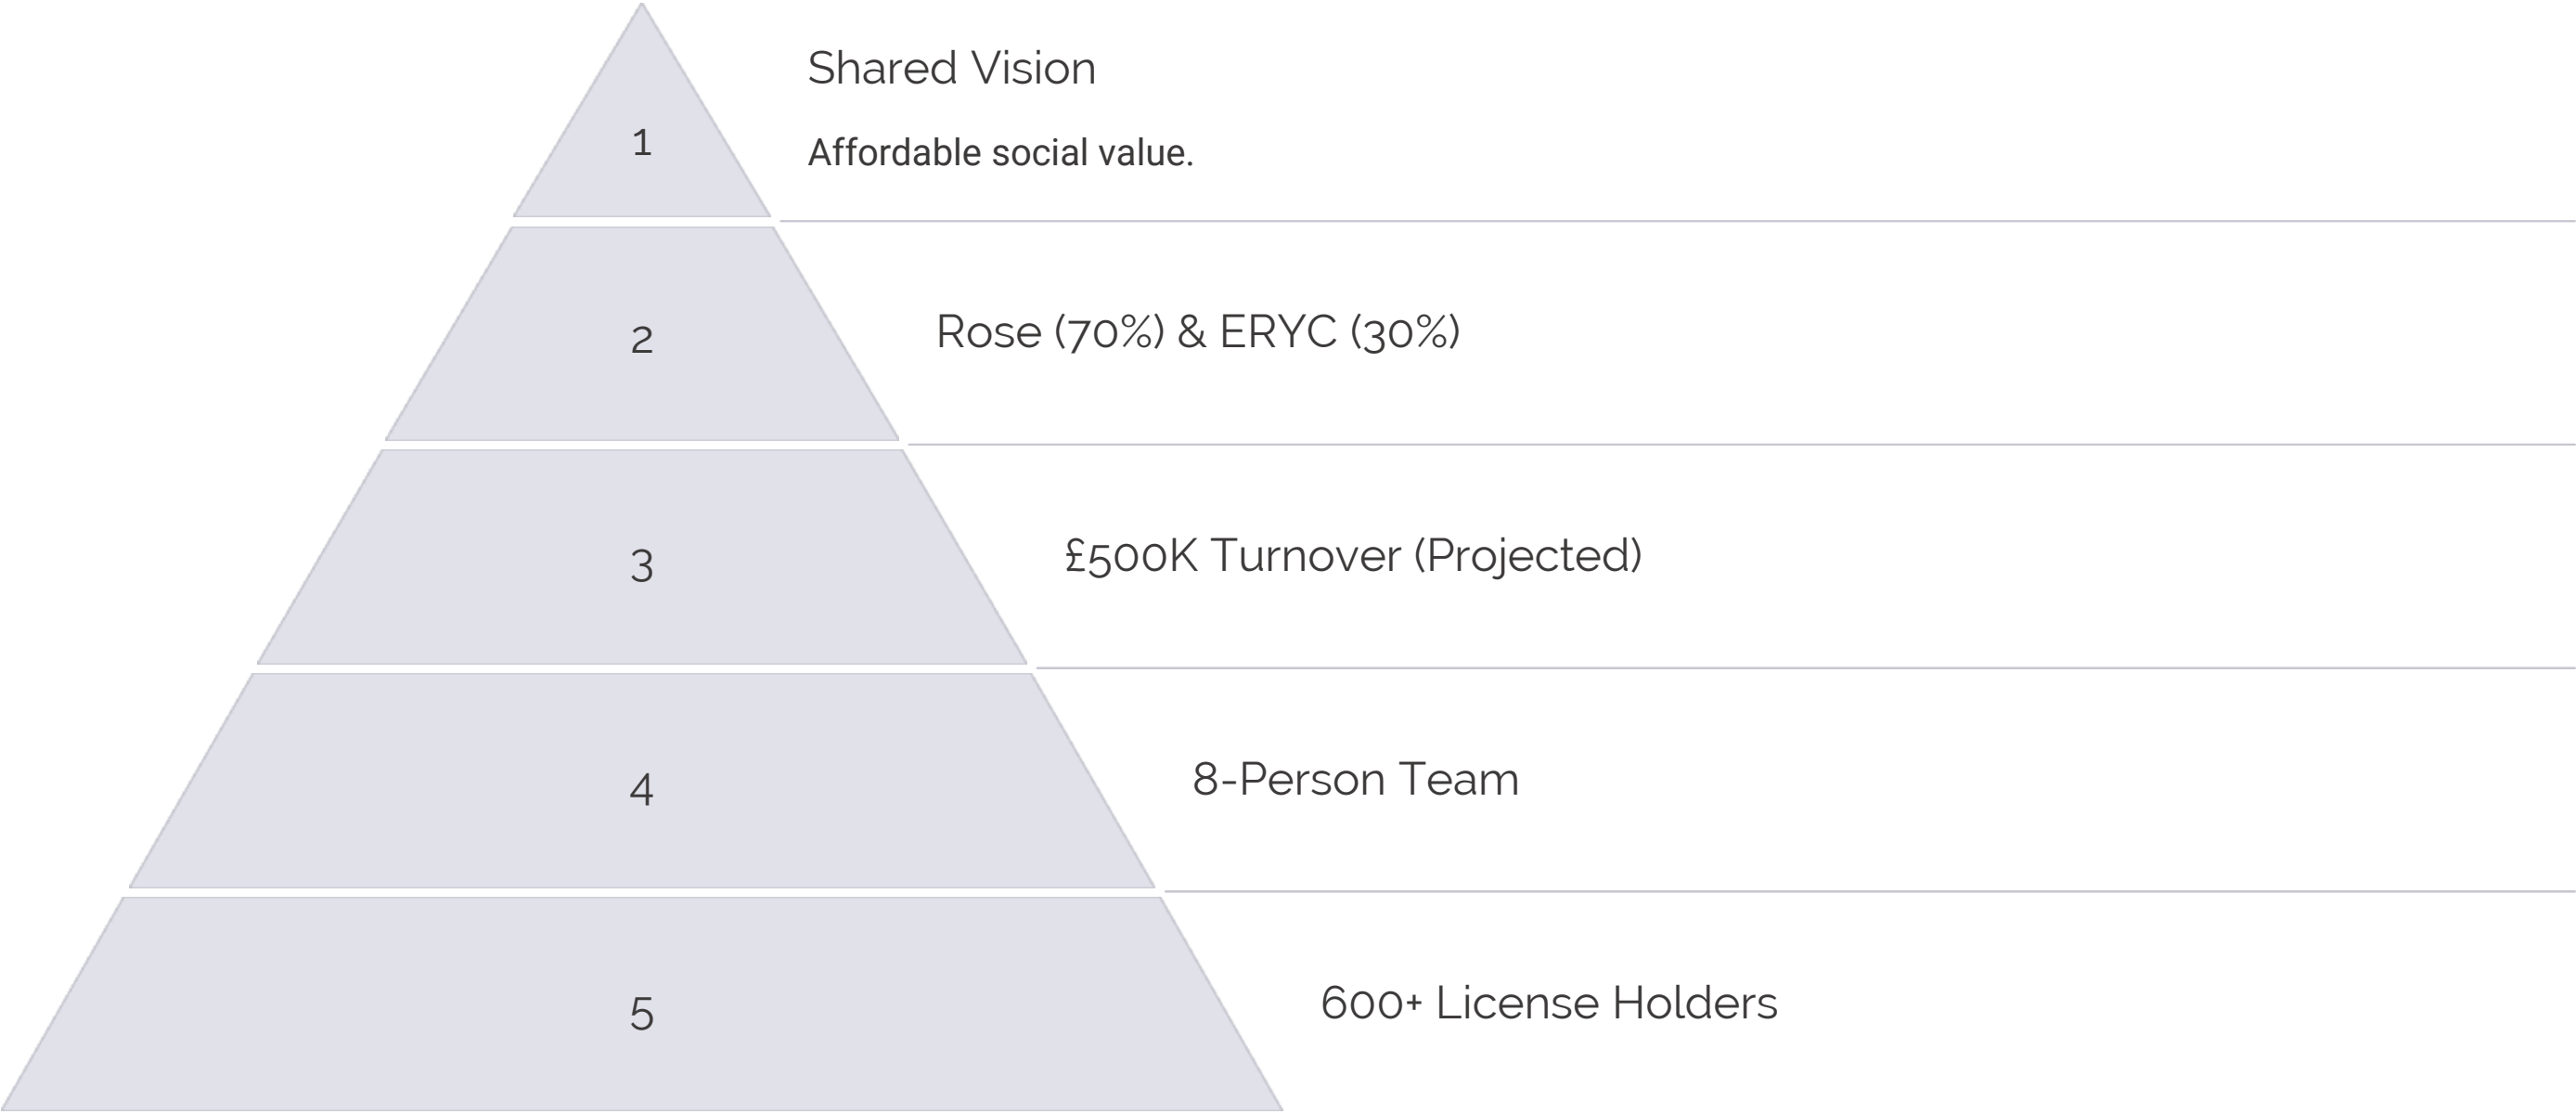 1
Shared Vision
Affordable social value.
2
Rose (70%) & ERYC (30%)
3
£500K Turnover (Projected)
4
8-Person Team
5
600+ License Holders